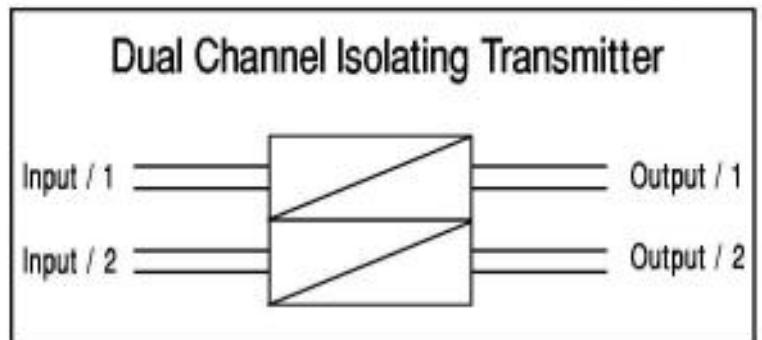 Dual Channel Isolating Transmitter
Input / 1
Output / 1
Input / 2
Output / 2